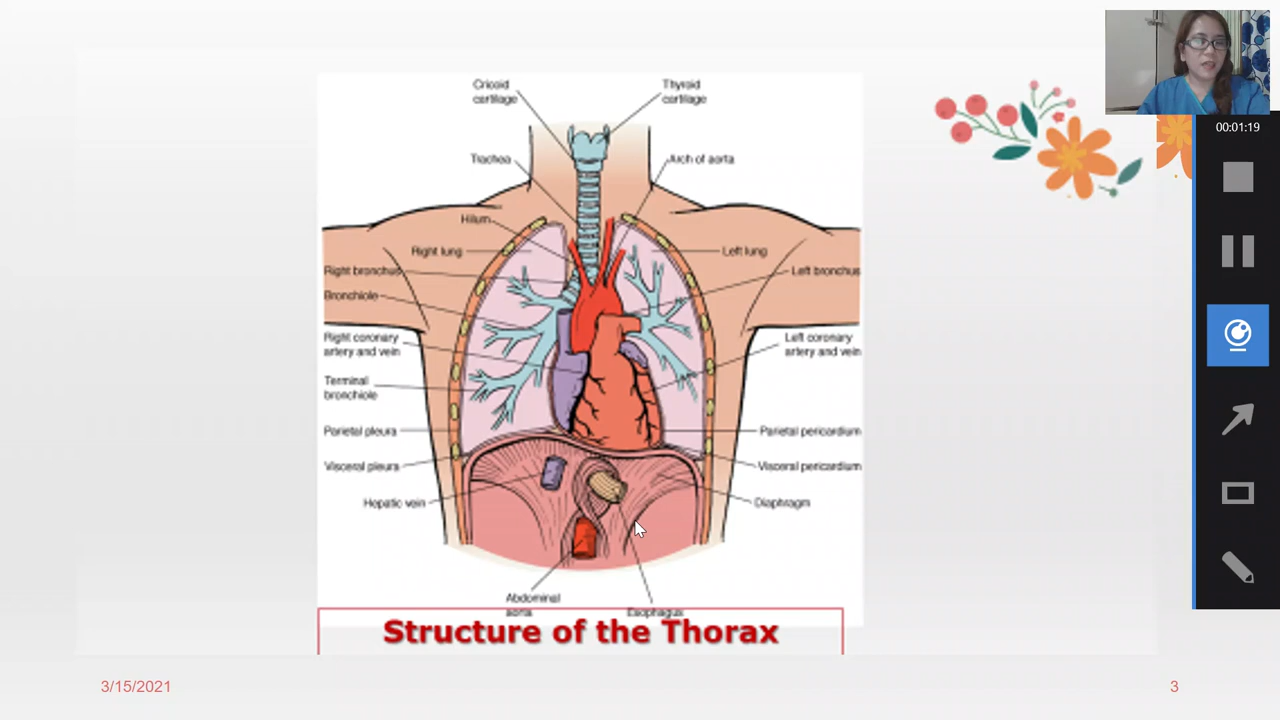 Cricoid
cartilage
Thyroid
cartilage
Trachea
Arch of aorta
Hilum
Right lung
Left lung
Right bronchus
Left bronchus
Bronchiole
Right coronary
artery and vein
Left coronary
artery and vein
Terminal
bronchiole
Parietal pleura
Parietal pericardium
Visceral pleura
Visceral pericardium
Hepatic vein
Diaphragm
Abdominal
aorta
Esophagus
Structure of the Thorax
3/15/2021
3
00:01:19